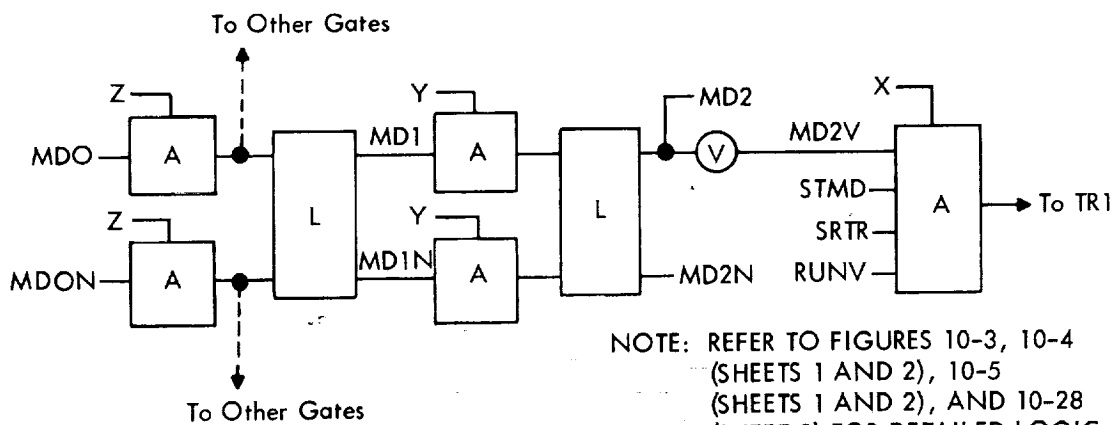 To Other Gates
Z
Y
X
MD2
MDO
A
MD1
A
V
MD2V
L
L
STMD
A
To TR1
SRTR
Z
Y
MDON
A
MD1N
A
MD2N
RUNV
NOTE: REFER TO FIGURES 10-3, 10-4
(SHEETS 1 AND 2), 10-5
(SHEETS 1 AND 2), AND 10-28
To Other Gates